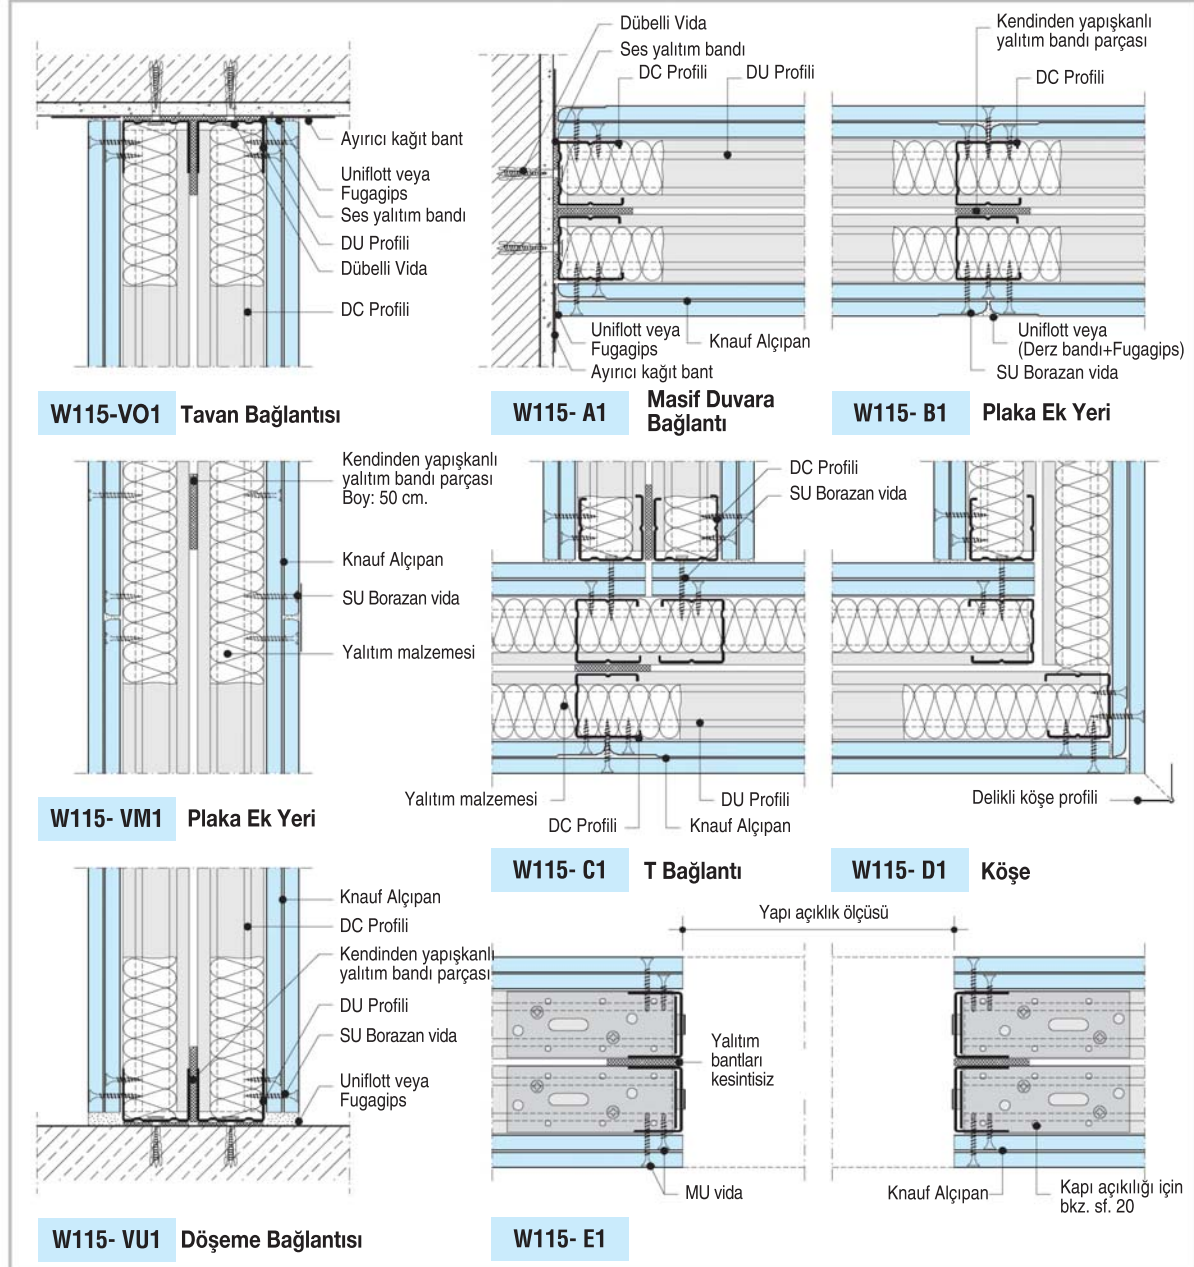 Ayırıcı kağıt bant
Uniflott veya
Fugagips
Ses yalıtım bandı
DU Profili
Dübelli Vida
DC Profili
W115-VO1 Tavan Bağlantısı
Dübelli Vida
Ses yalıtım bandı
DC Profili
DU Profili
Uniflott veya
Fugagips
Knauf Alçıpan
Ayırıcı kağıt bant
W115- A1 Masif Duvara
Bağlantı
Kendinden yapışkanlı
yalıtım bandı parçası
DC Profili
Uniflott veya
(Derz bandı+Fugagips)
SU Borazan vida
W115- B1 Plaka Ek Yeri
Kendinden yapışkanlı
yalıtım bandı parçası
Boy: 50 cm.
Knauf Alçıpan
SU Borazan vida
Yalıtım malzemesi
W115- VM1 Plaka Ek Yeri
DC Profili
SU Borazan vida
Yalıtım malzemesi
DU Profili
DC Profili
Knauf Alçıpan
W115- C1 T Bağlantı
Delikli köşe profili
W115- D1 Köşe
Knauf Alçıpan
DC Profili
Kendinden yapışkanlı
yalıtım bandı parçası
DU Profili
SU Borazan vida
Uniflott veya
Fugagips
W115- VU1 Döşeme Bağlantısı
Yapı açıklık ölçüsü
Yalıtım
bantları
kesintisiz
MU vida
Knauf Alçıpan
Kapı açıkılığı için
bkz. sf. 20
W115- E1